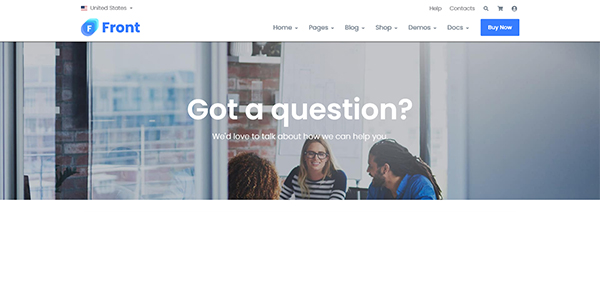 United States
Help Contacts
Front
Home Pages Blog Shop Demos Docs Buy Now
Got a question?
We'd love to talk about how we can help you.